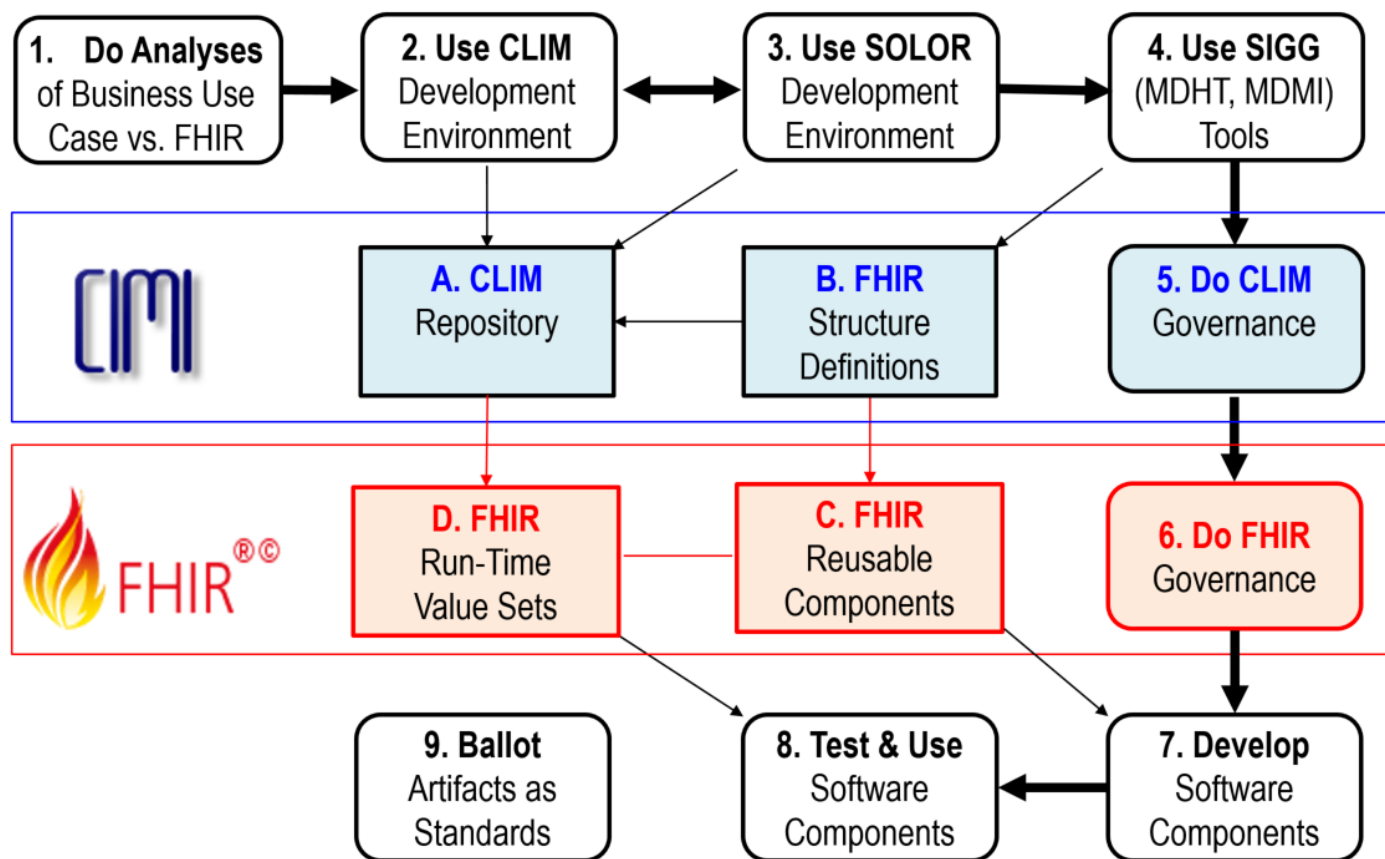 1. Do Analyses
of Business Use
Case vs. FHIR
2. Use CLIM
Development
Environment
3. Use SOLOR
Development
Environment
4. Use SIGG
(MDHT, MDMI)
Tools
CIMI
A. CLIM
Repository
B. FHIR
Structure
Definitions
5. Do CLIM
Governance
FHIR®©
D. FHIR
Run-Time
Value Sets
C. FHIR
Reusable
Components
6. Do FHIR
Governance
9. Ballot
Artifacts as
Standards
8. Test & Use
Software
Components
7. Develop
Software
Components